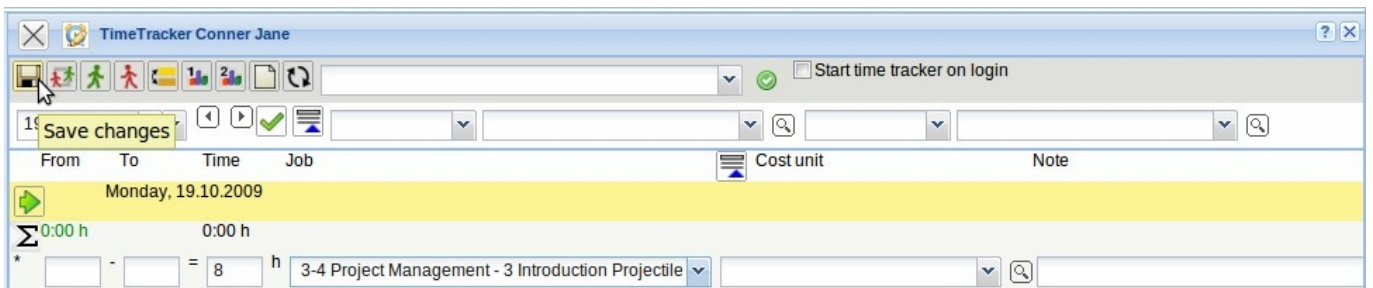 TimeTracker Conner Jane
Start time tracker on login
Save changes
From To Time Job Cost unit Note
Monday, 19.10.2009
0:00 h 0:00 h
* - = 8 h 3-4 Project Management - 3 Introduction Projectile